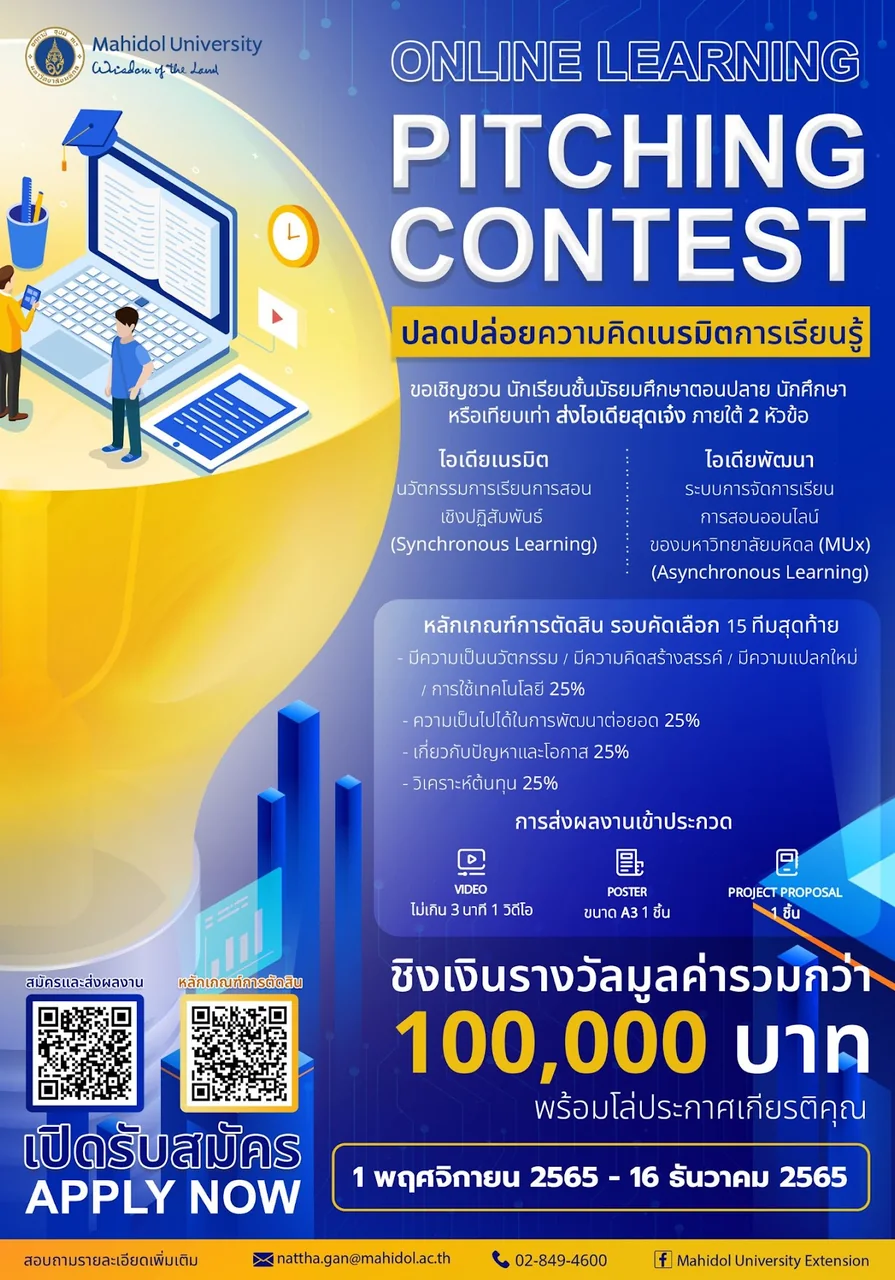 Mahidol University
Wisdom of the Land
ONLINE LEARNING
PITCHING
CONTEST
ปลดปล่อยความคิดเนรมิตการเรียนรู้
ขอเชิญชวน นักเรียนชั้นมัธยมศึกษาตอนปลาย นักศึกษา
หรือเทียบเท่า ส่งไอเดียสุดเจ๋ง ภายใต้ 2 หัวข้อ
ไอเดียเนรมิต
นวัตกรรมการเรียนการสอน
เชิงปฏิสัมพันธ์
(Synchronous Learning)
ไอเดียพัฒนา
ระบบการจัดการเรียน
การสอนออนไลน์
ของมหาวิทยาลัยมหิดล (MUx)
(Asynchronous Learning)
หลักเกณฑ์การตัดสิน รอบคัดเลือก 15 ทีมสุดท้าย
- มีความเป็นนวัตกรรม / มีความคิดสร้างสรรค์ / มีความแปลกใหม่
/ การใช้เทคโนโลยี 25%
- ความเป็นไปได้ในการพัฒนาต่อยอด 25%
- เกี่ยวกับปัญหาและโอกาส 25%
- วิเคราะห์ต้นทุน 25%
การส่งผลงานเข้าประกวด
VIDEO
ไม่เกิน 3 นาที 1 วิดีโอ
POSTER
ขนาด A3 1 ชิ้น
PROJECT PROPOSAL
1 ชิ้น
ชิงเงินรางวัลมูลค่ารวมกว่า
100,000 บาท
พร้อมโล่ประกาศเกียรติคุณ
1 พฤศจิกายน 2565 - 16 ธันวาคม 2565
สมัครและส่งผลงาน
หลักเกณฑ์การตัดสิน
เปิดรับสมัคร
APPLY NOW
สอบถามรายละเอียดเพิ่มเติม
nattha.gan@mahidol.ac.th
02-849-4600
Mahidol University Extension